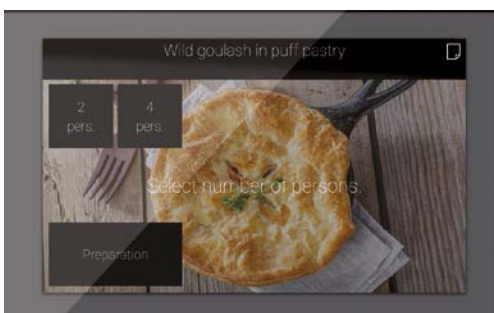 Wild goulash in puff pastry
2
pers.
4
pers.
Select number of persons.
Preparation